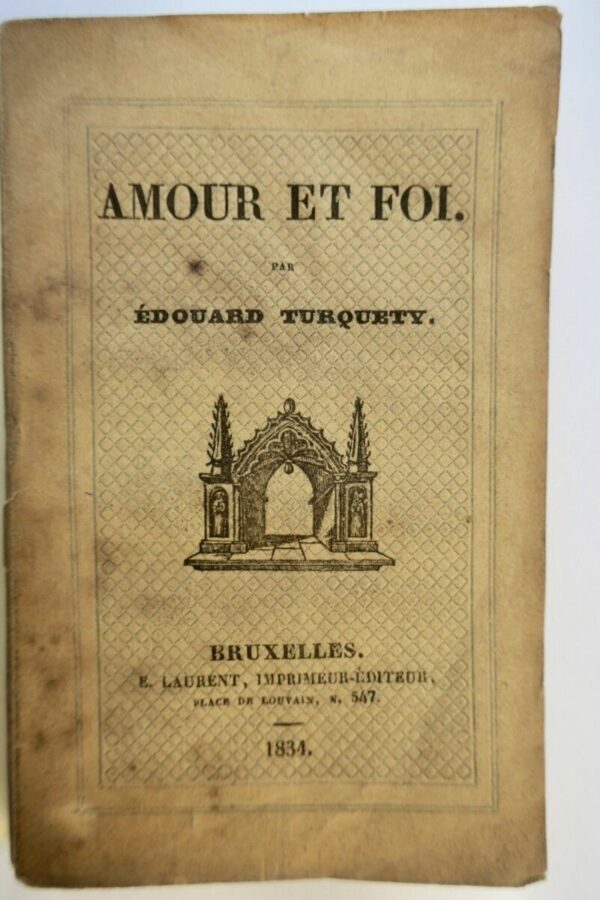 AMOUR ET FOI.
PAR
ÉDOUARD TURQUETY.
BRUXELLES.
E. LAURENT, IMPRIMEUR-ÉDITEUR,
PLACE DE LOUVAIN, N. 547.
1834.